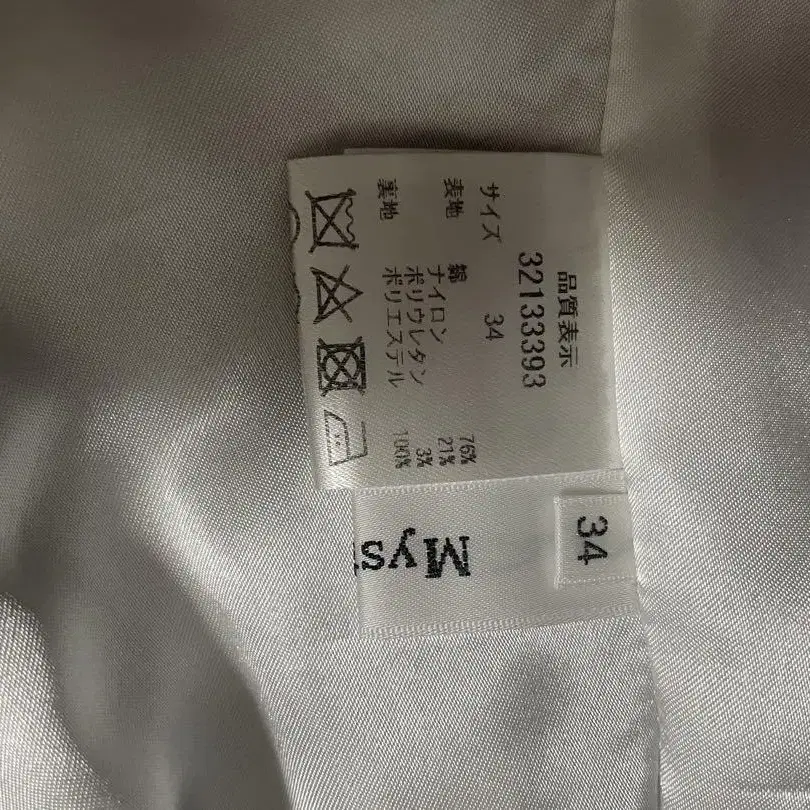 品質表示
32133393
サイズ 34
表地 綿 76%
ナイロン 21%
ポリウレタン 3%
裏地 ポリエステル 100%
34
Mys